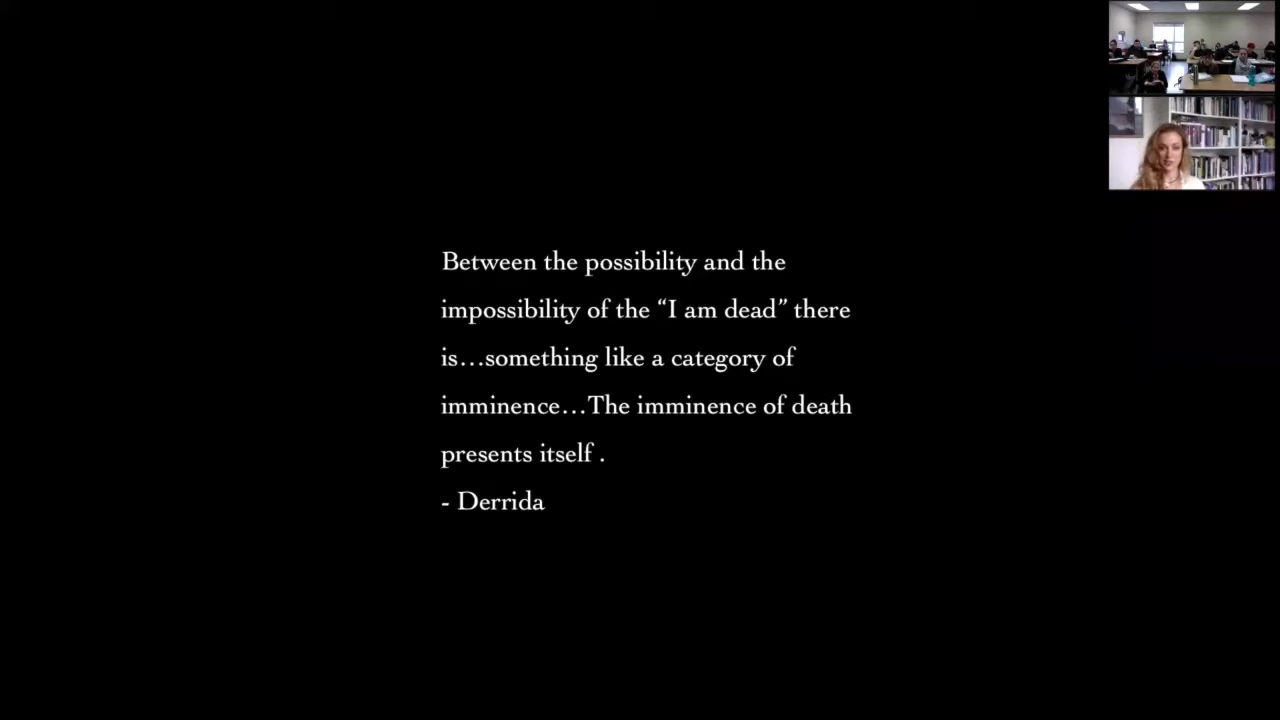 Between the possibility and the
impossibility of the “I am dead” there
is…something like a category of
imminence…The imminence of death
presents itself .
- Derrida